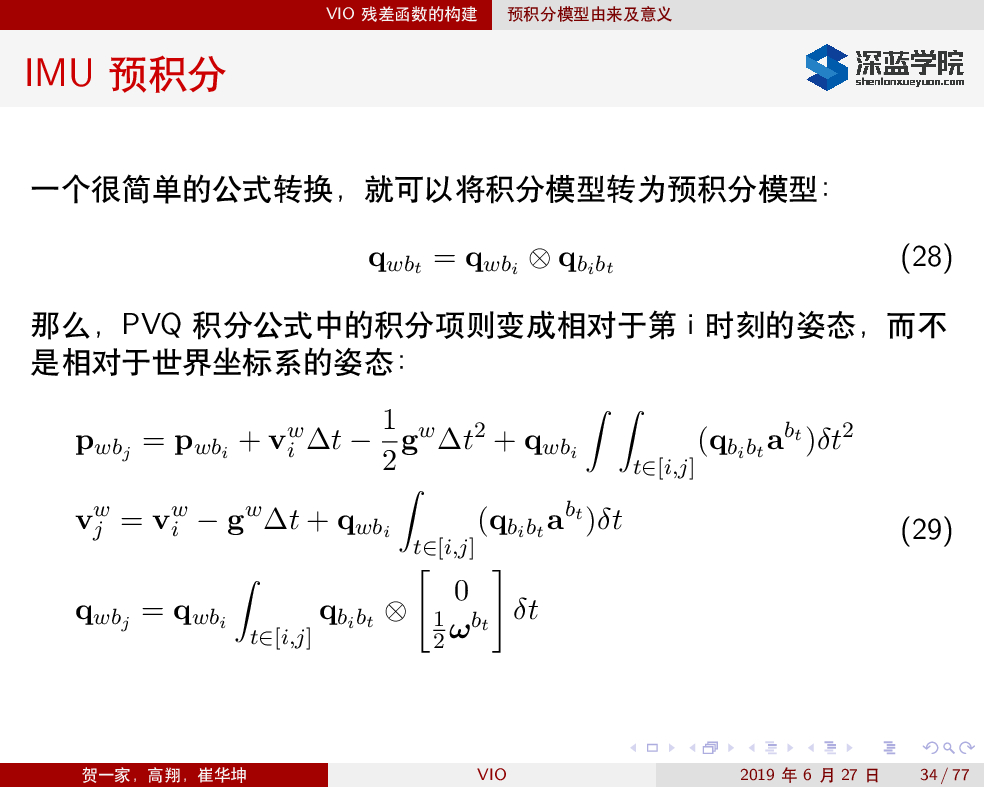 VIO 残差函数的构建 预积分模型由来及意义
IMU 预积分
深蓝学院
shenlanxueyuan.com
一个很简单的公式转换，就可以将积分模型转为预积分模型：
$\mathbf{q}_{wb_t} = \mathbf{q}_{wb_i} \otimes \mathbf{q}_{b_i b_t}$ (28)
那么，PVQ 积分公式中的积分项则变成相对于第 i 时刻的姿态，而不
是相对于世界坐标系的姿态：
$\mathbf{p}_{wb_j} = \mathbf{p}_{wb_i} + \mathbf{v}_i^w \Delta t - \frac{1}{2} \mathbf{g}^w \Delta t^2 + \mathbf{q}_{wb_i} \int\int_{t\in[i,j]} (\mathbf{q}_{b_i b_t} \mathbf{a}^{b_t}) \delta t^2$
$\mathbf{v}_j^w = \mathbf{v}_i^w - \mathbf{g}^w \Delta t + \mathbf{q}_{wb_i} \int_{t\in[i,j]} (\mathbf{q}_{b_i b_t} \mathbf{a}^{b_t}) \delta t$ (29)
$\mathbf{q}_{wb_j} = \mathbf{q}_{wb_i} \int_{t\in[i,j]} \mathbf{q}_{b_i b_t} \otimes \begin{bmatrix} 0 \\ \frac{1}{2} \boldsymbol{\omega}^{b_t} \end{bmatrix} \delta t$
贺一家，高翔，崔华坤 VIO 2019 年 6 月 27 日 34 / 77